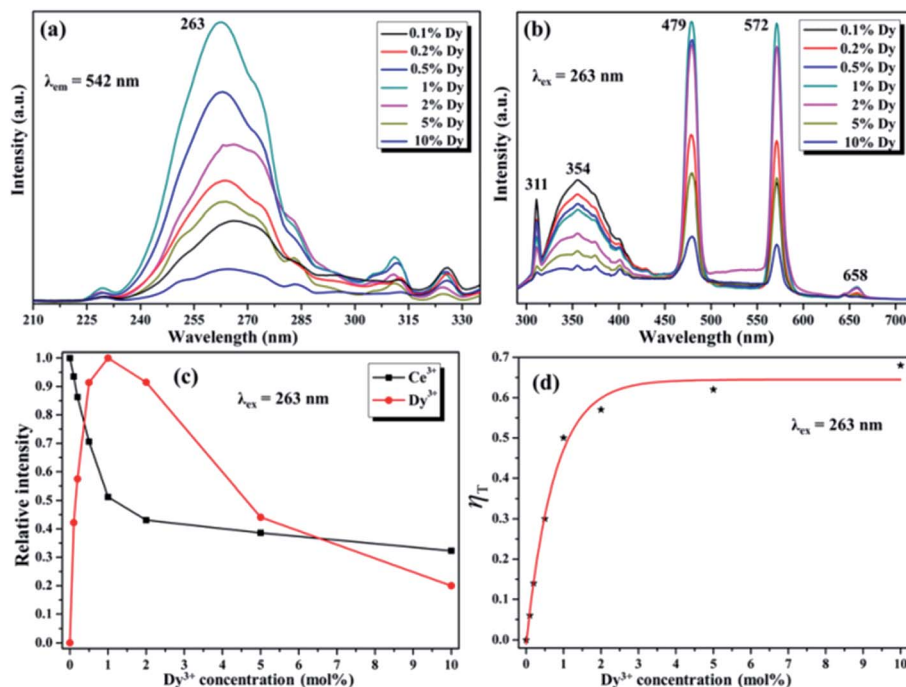 (a)
263
λem = 542 nm
0.1% Dy
0.2% Dy
0.5% Dy
1% Dy
2% Dy
5% Dy
10% Dy
Intensity (a.u.)
210 225 240 255 270 285 300 315 330
Wavelength (nm)
(b)
479
572
λex = 263 nm
0.1% Dy
0.2% Dy
0.5% Dy
1% Dy
2% Dy
5% Dy
10% Dy
311
354
658
Intensity (a.u.)
300 350 400 450 500 550 600 650 700
Wavelength (nm)
1.0
0.9
0.8
0.7
0.6
0.5
0.4
0.3
0.2
0.1
0.0
Relative intensity
(c)
Ce3+
Dy3+
λex = 263 nm
0 1 2 3 4 5 6 7 8 9 10
Dy3+ concentration (mol%)
0.7
0.6
0.5
0.4
0.3
0.2
0.1
0.0
ηT
(d)
λex = 263 nm
0 1 2 3 4 5 6 7 8 9 10
Dy3+ concentration (mol%)